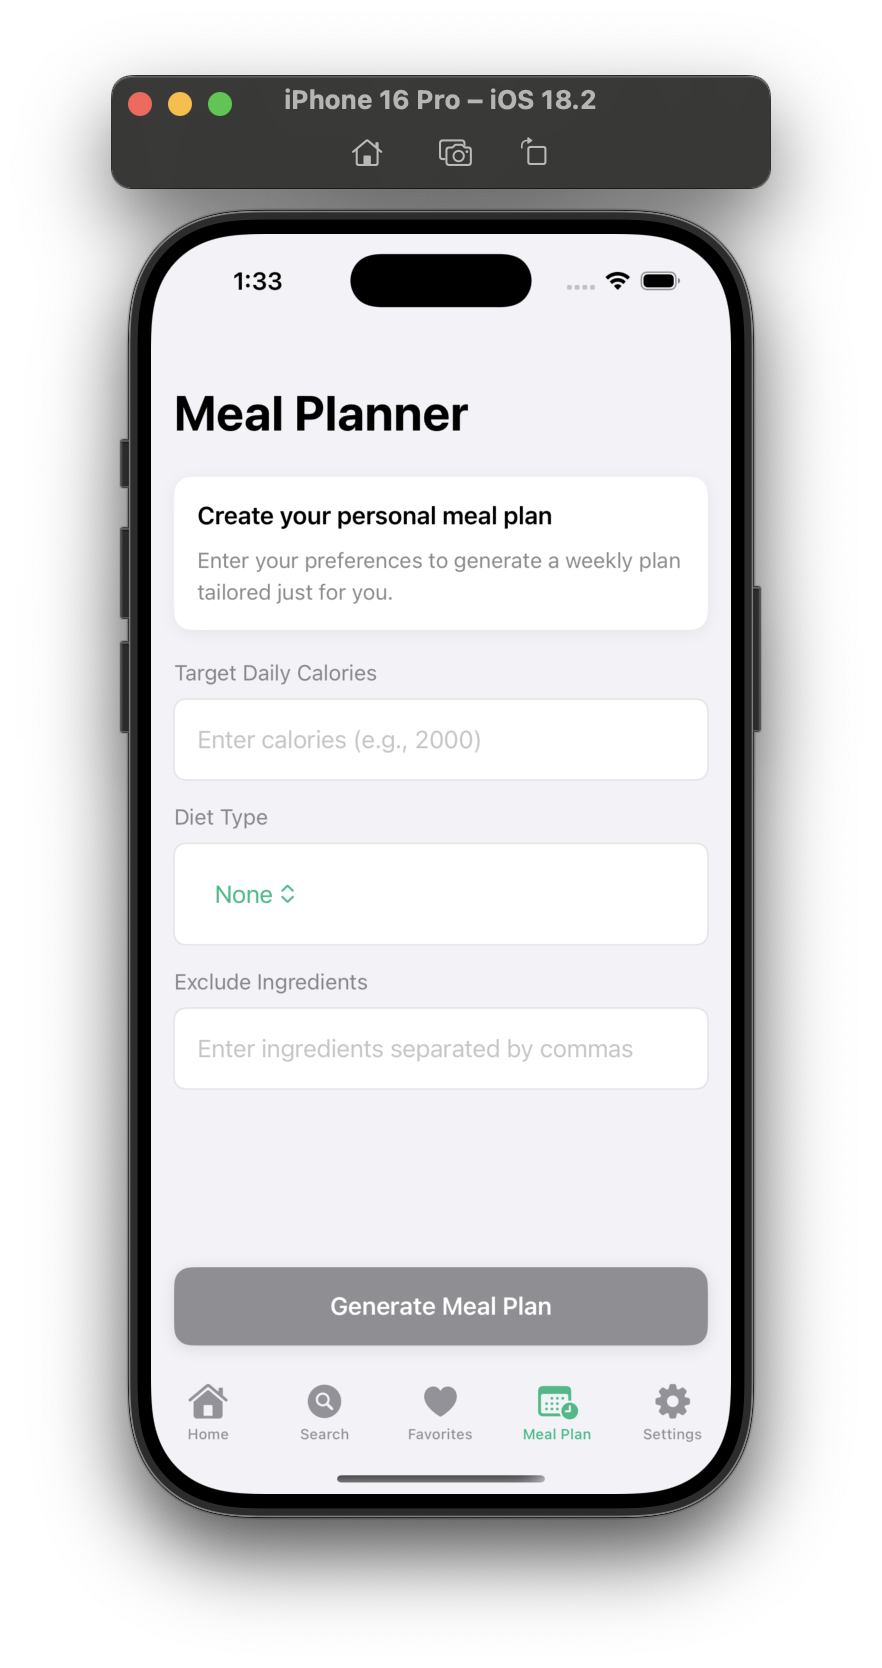 iPhone 16 Pro – iOS 18.2
1:33
Meal Planner
Create your personal meal plan
Enter your preferences to generate a weekly plan
tailored just for you.
Target Daily Calories
Enter calories (e.g., 2000)
Diet Type
None
Exclude Ingredients
Enter ingredients separated by commas
Generate Meal Plan
Home Search Favorites Meal Plan Settings